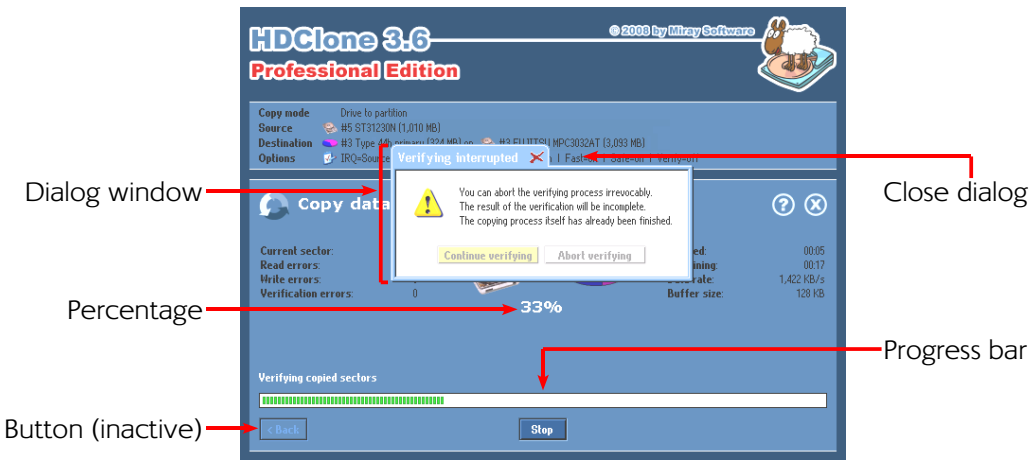 HDClone 3.6
© 2008 by Miray Software
Professional Edition
Copy mode Drive to partition
Source #5 ST31230N (1,010 MB)
Destination #3 Type 44h primary (324 MB) on #3 FUJITSU MPC3032AT (3,093 MB)
Options IRQ=Source | Fast=on | Safe=on | Verify=off
Verifying interrupted
Dialog window
Close dialog
Copy data
You can abort the verifying process irrevocably.
The result of the verification will be incomplete.
The copying process itself has already been finished.
Continue verifying Abort verifying
Current sector: 00:05
Read errors: 00:17
Write errors: 1,422 KB/s
Verification errors: 0 Buffer size: 128 KB
Percentage
33%
Progress bar
Verifying copied sectors
Button (inactive)
< Back Stop